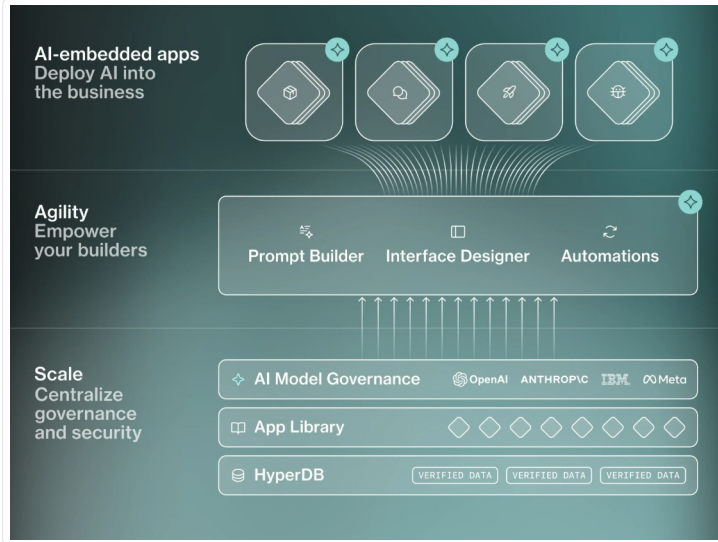 AI-embedded apps
Deploy AI into
the business
Agility
Empower
your builders
Prompt Builder
Interface Designer
Automations
Scale
Centralize
governance
and security
AI Model Governance
OpenAI
ANTHROP\C
IBM
Meta
App Library
HyperDB
VERIFIED DATA
VERIFIED DATA
VERIFIED DATA